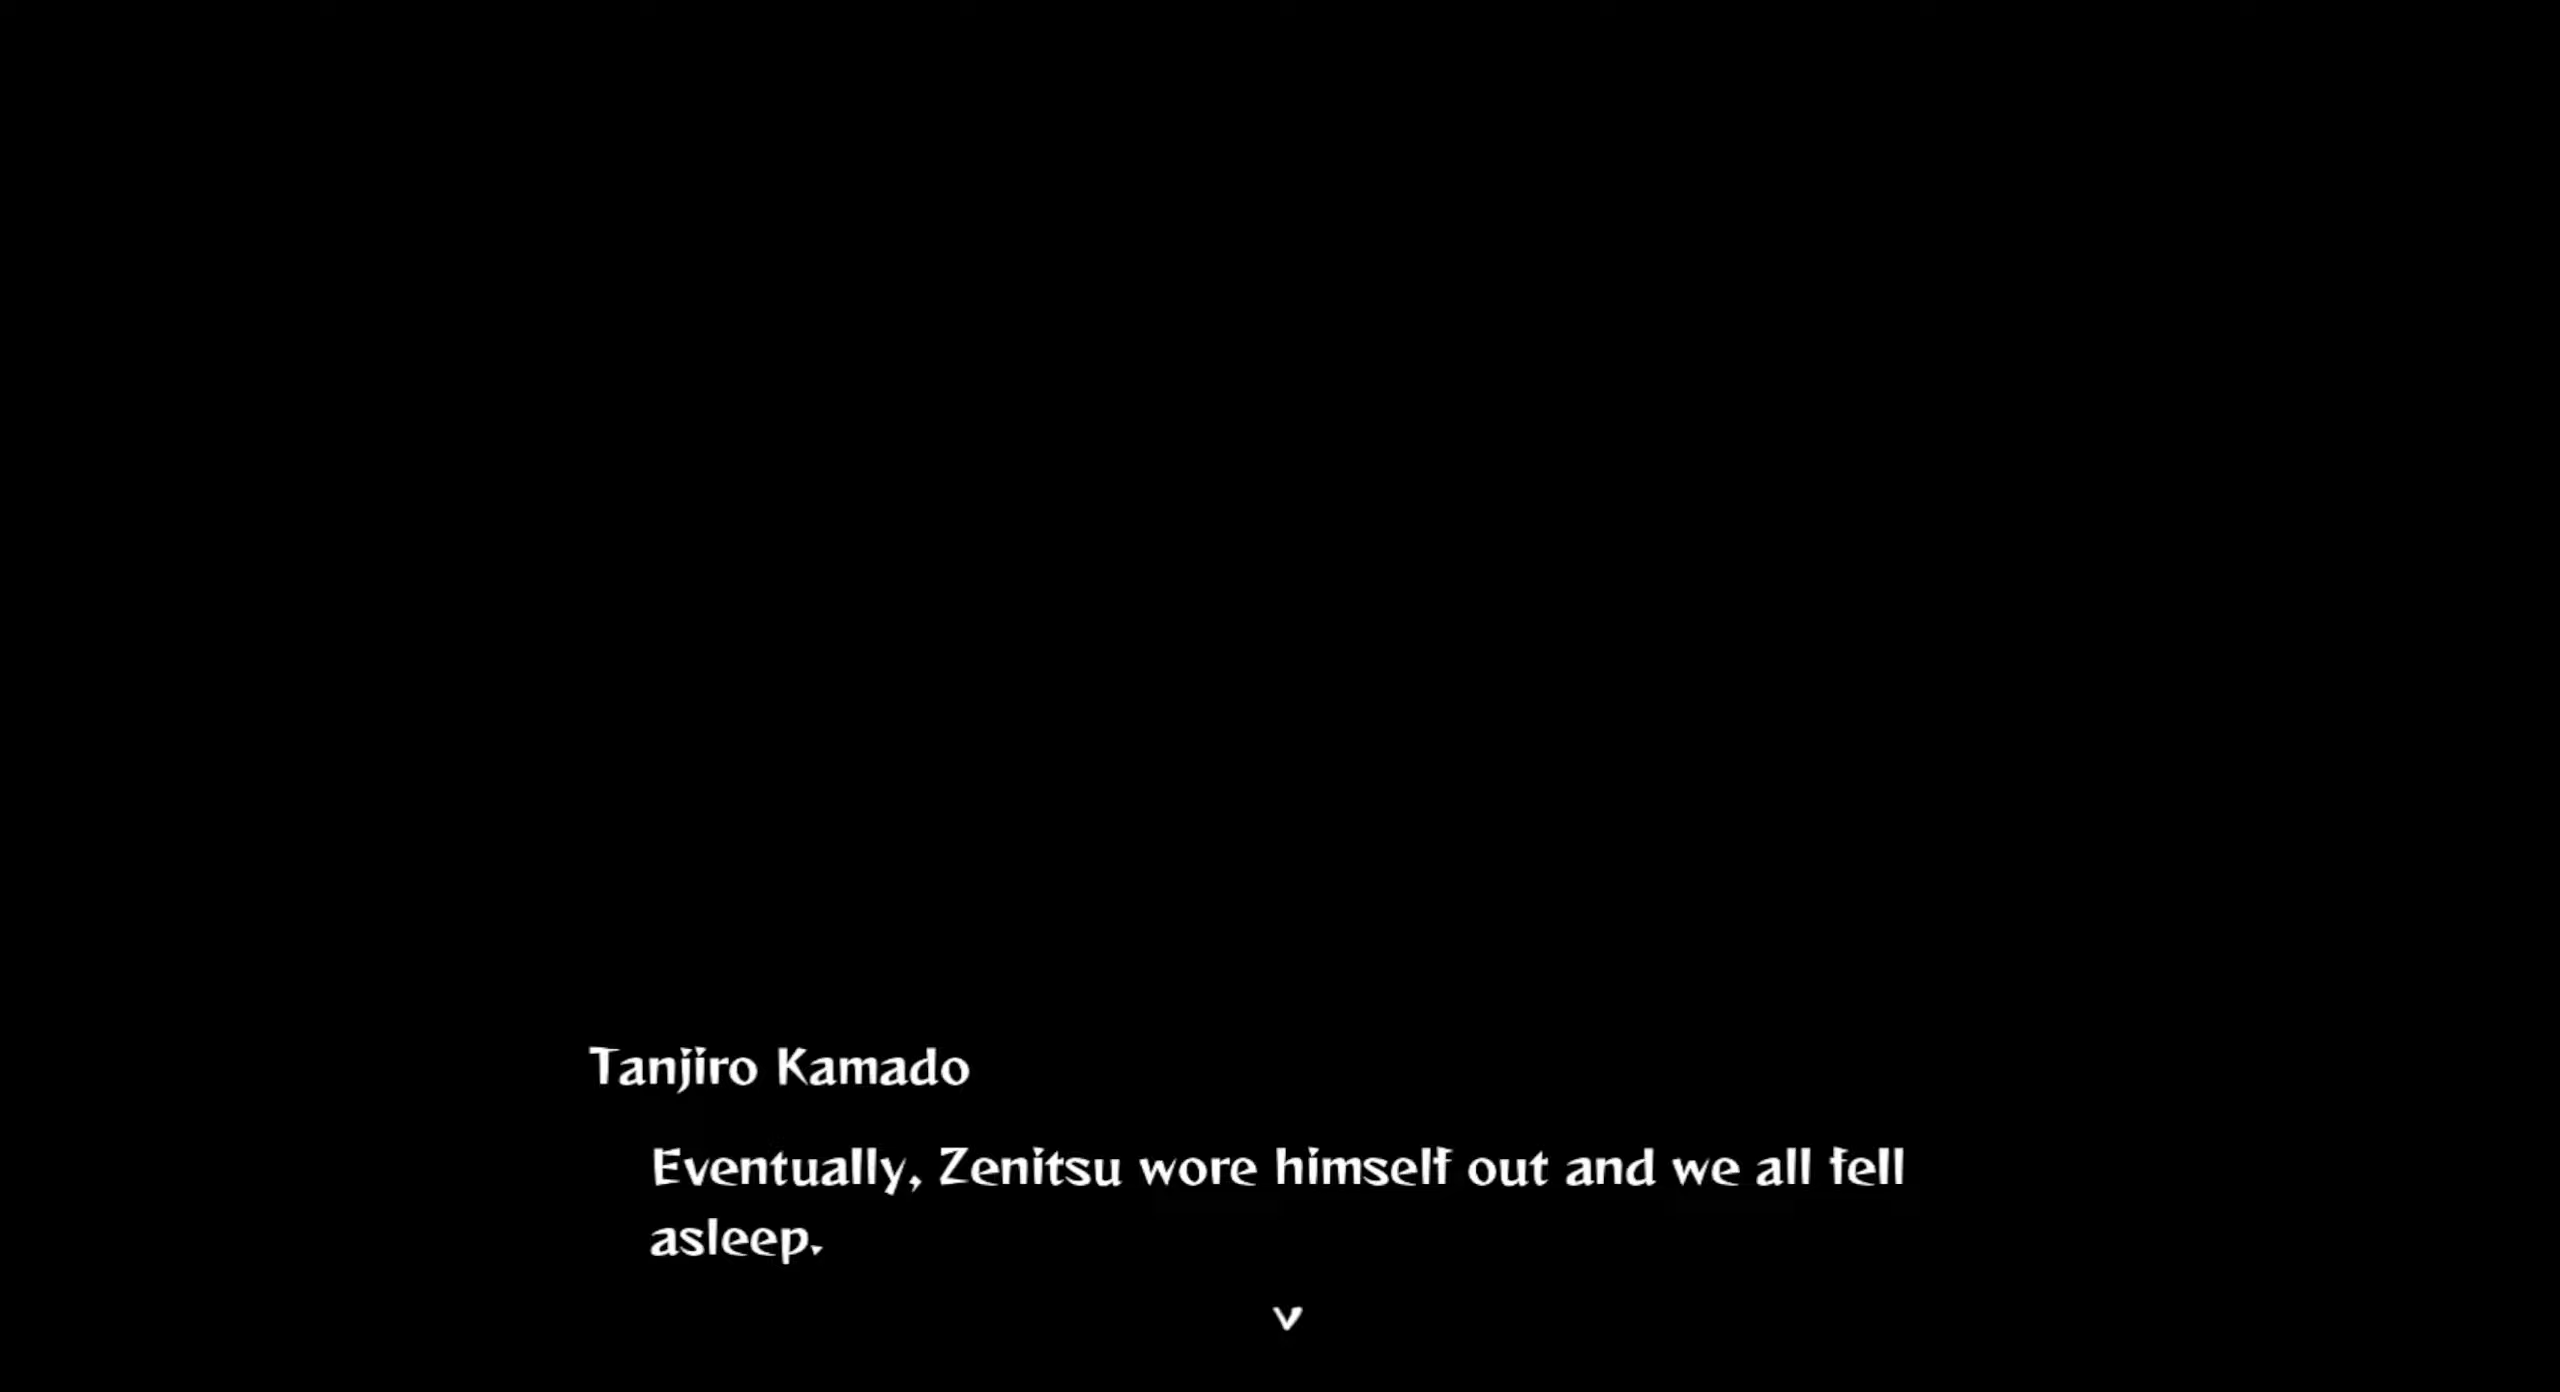 Tanjiro Kamado
Eventually, Zenitsu wore himself out and we all fell
asleep.